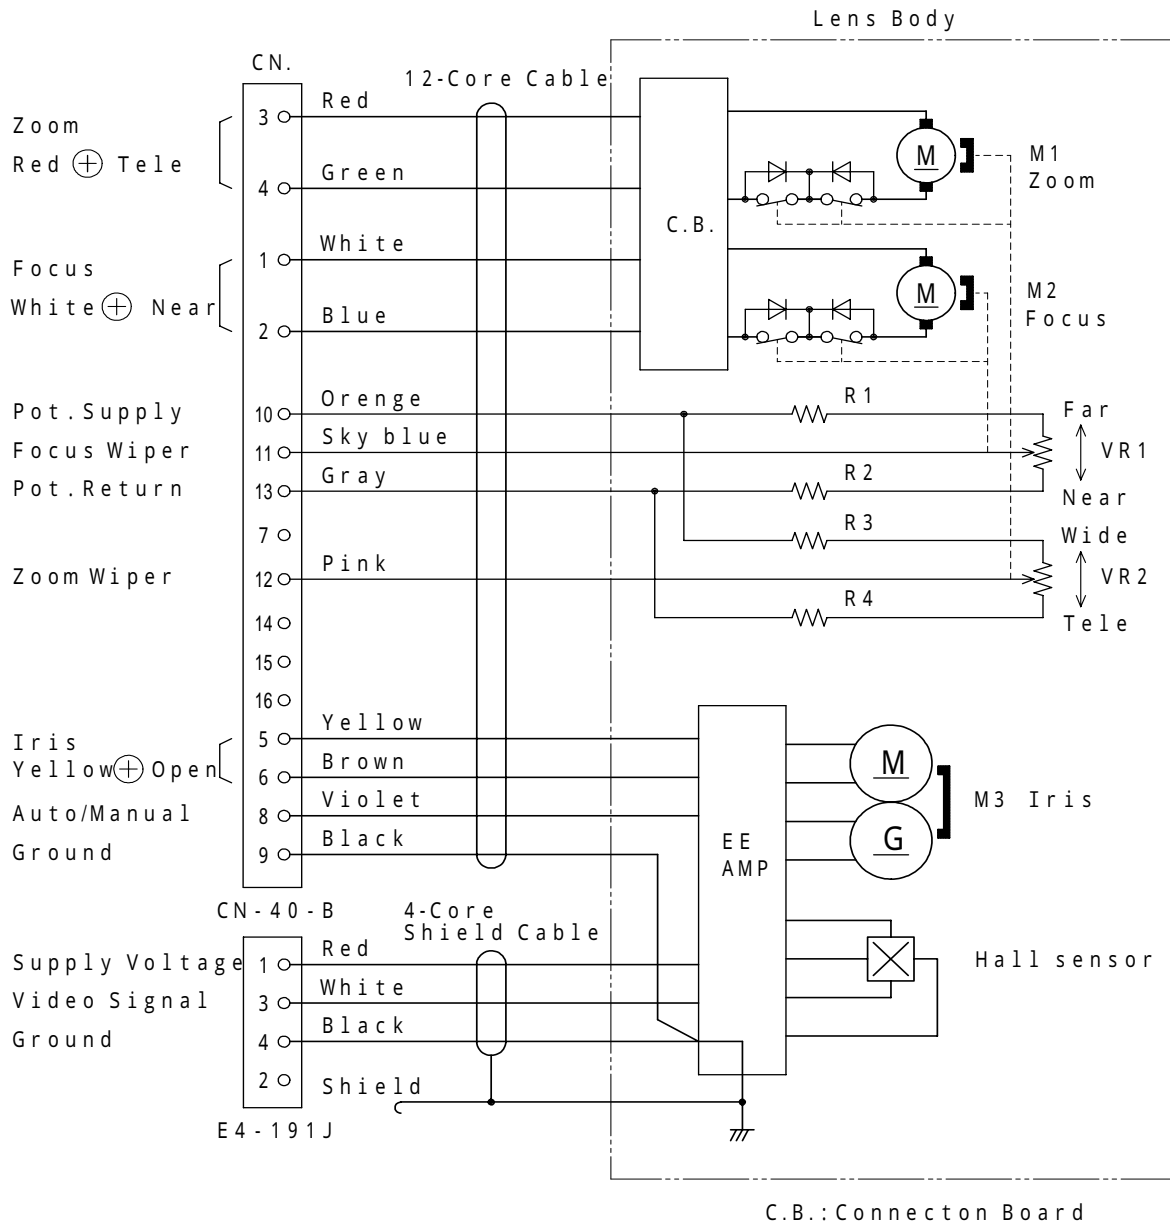 Lens Body
CN.
12-Core Cable
3 Red
Zoom
Red + Tele
4 Green
C.B.
M
M1
Zoom
1 White
Focus
White + Near
2 Blue
M
M2
Focus
Pot.Supply 10 Orenge R1 Far
Focus Wiper 11 Sky blue VR1
Pot.Return 13 Gray R2 Near
7 R3 Wide
Zoom Wiper 12 Pink VR2
14 R4 Tele
15
16
Iris 5 Yellow
Yellow + Open 6 Brown
Auto/Manual 8 Violet
Ground 9 Black
EE
AMP
M
G
M3 Iris
CN-40-B
4-Core
Shield Cable
Supply Voltage 1 Red
Video Signal 3 White
Ground 4 Black
2 Shield
Hall sensor
E4-191J
C.B.:Connecton Board